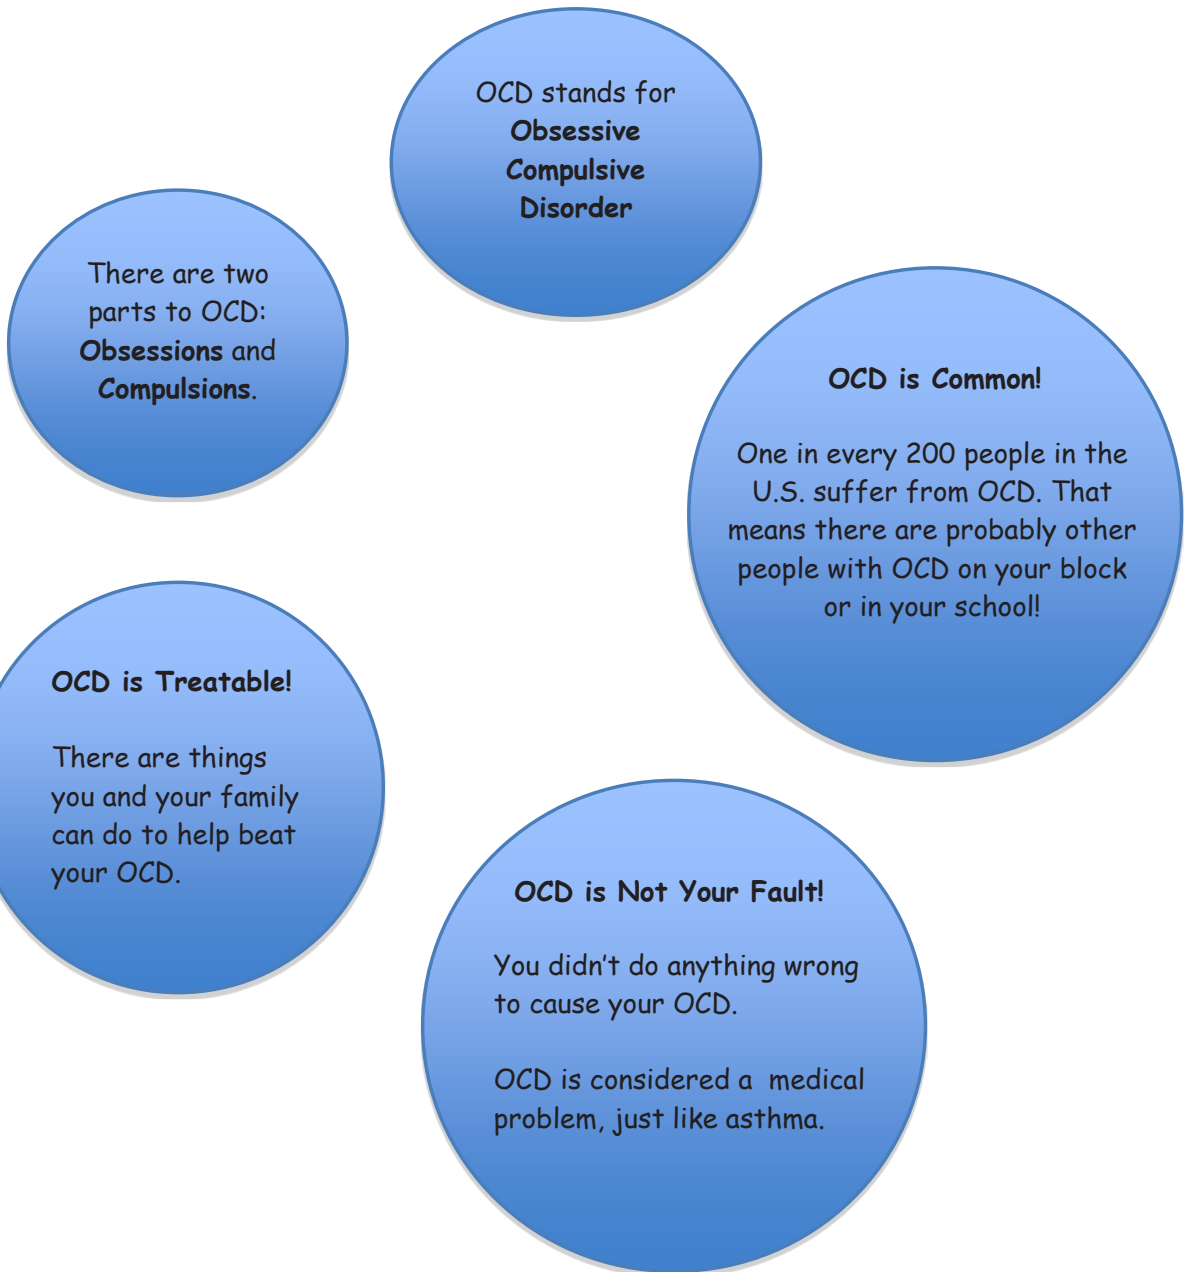 OCD stands for
Obsessive
Compulsive
Disorder
There are two
parts to OCD:
Obsessions and
Compulsions.
OCD is Common!
One in every 200 people in the
U.S. suffer from OCD. That
means there are probably other
people with OCD on your block
or in your school!
OCD is Treatable!
There are things
you and your family
can do to help beat
your OCD.
OCD is Not Your Fault!
You didn't do anything wrong
to cause your OCD.
OCD is considered a  medical
problem, just like asthma.